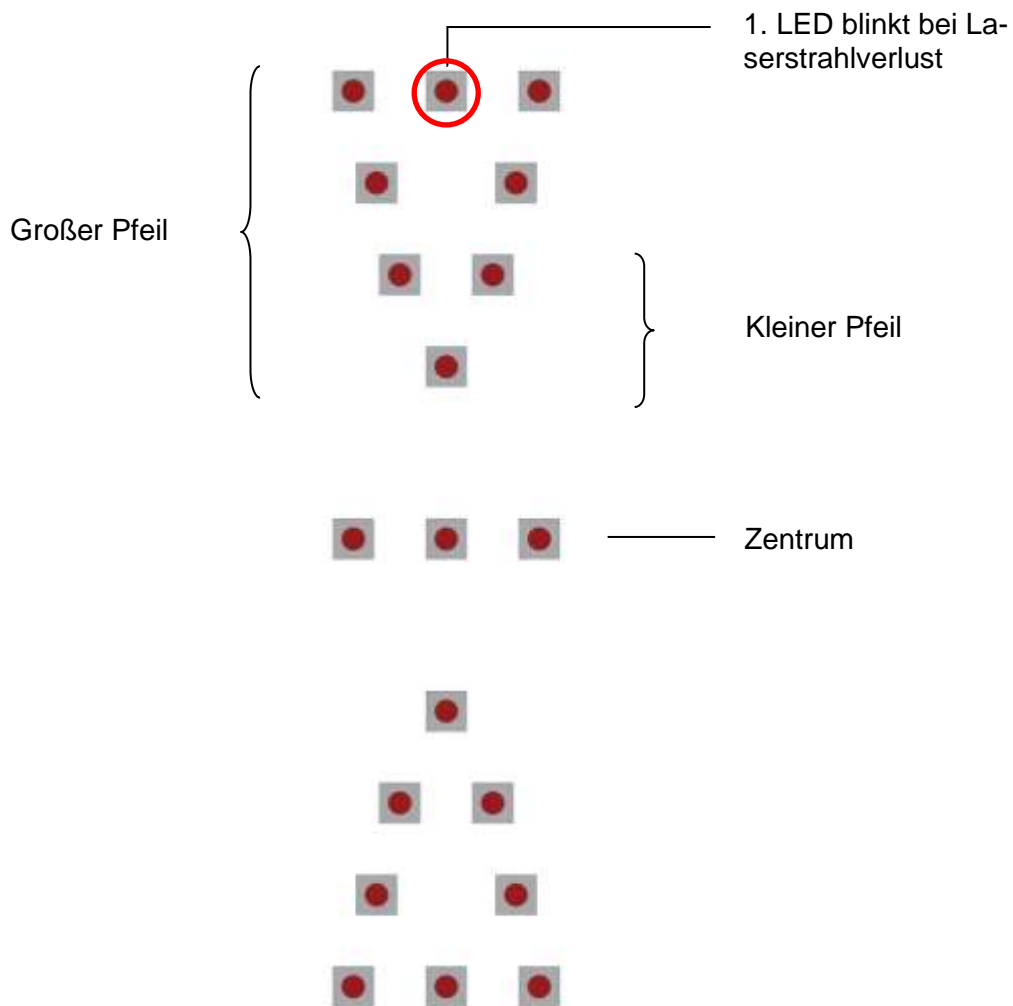 1. LED blinkt bei La-
serstrahlverlust
Großer Pfeil
Kleiner Pfeil
Zentrum